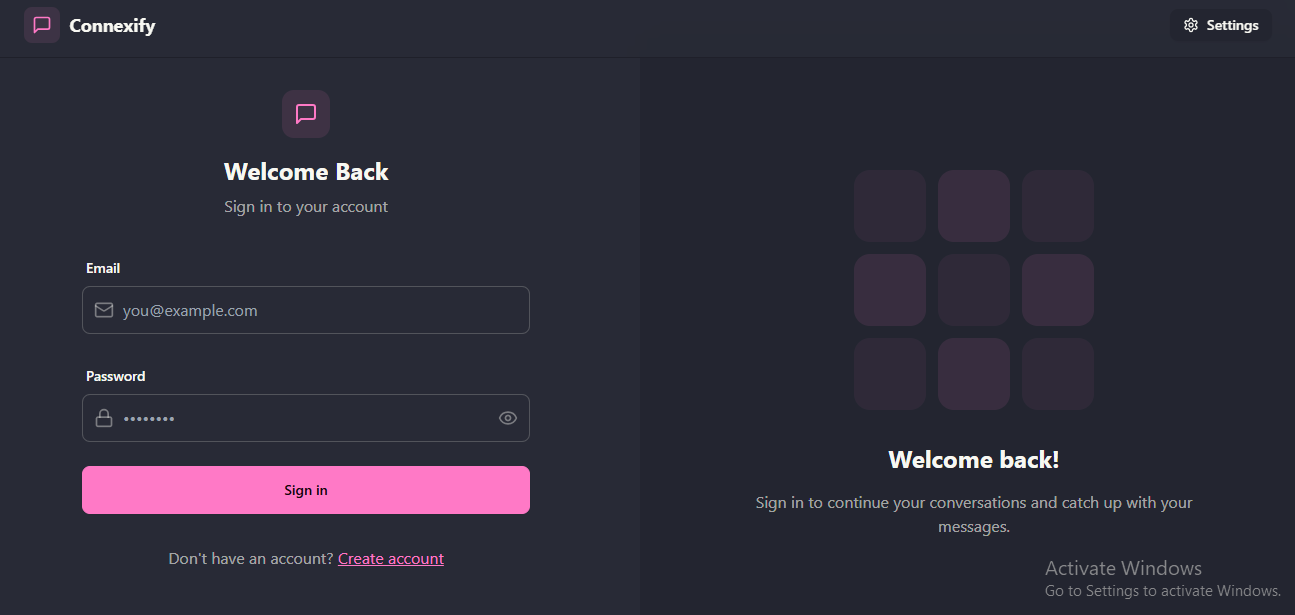 Connexify
Settings
Welcome Back
Sign in to your account
Email
you@example.com
Password
••••••••
Sign in
Don't have an account? Create account
Welcome back!
Sign in to continue your conversations and catch up with your
messages.
Activate Windows
Go to Settings to activate Windows.